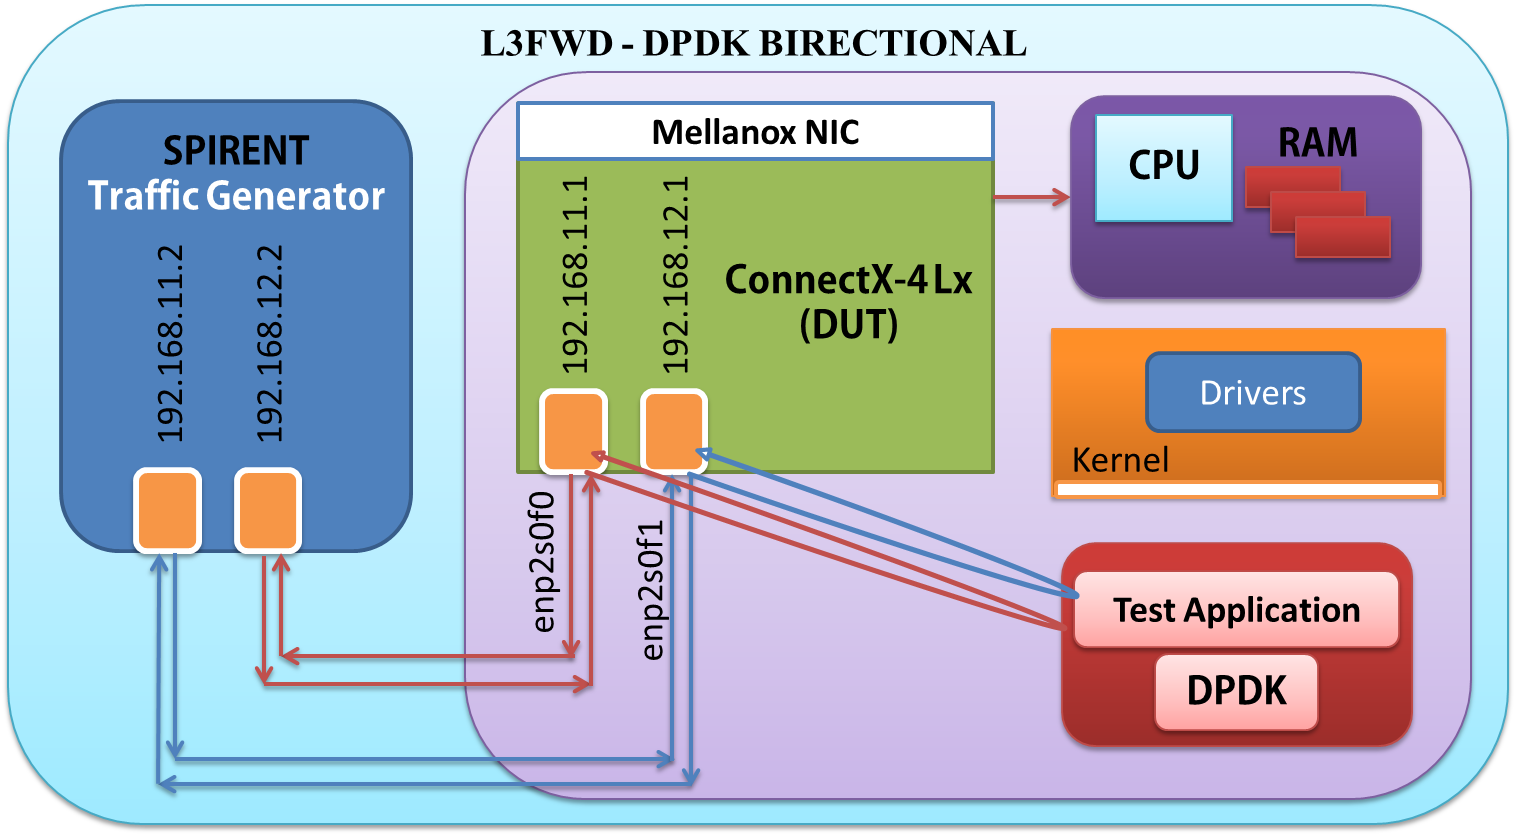 L3FWD - DPDK BIRECTIONAL
SPIRENT
Traffic Generator
192.168.11.2
192.168.12.2
Mellanox NIC
192.168.11.1
192.168.12.1
ConnectX-4 Lx
(DUT)
enp2s0f0
enp2s0f1
CPU
RAM
Drivers
Kernel
Test Application
DPDK